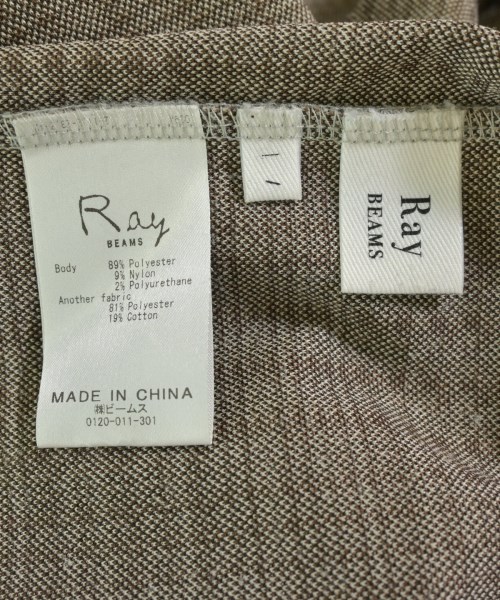 Ray
BEAMS
Body 89% Polyester
9% Nylon
2% Polyurethane
Another fabric
81% Polyester
19% Cotton
MADE IN CHINA
㈱ビームス
0120-011-301
Ray
BEAMS